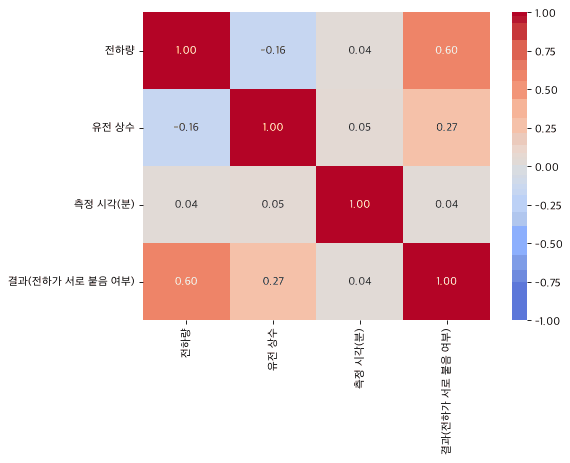 전하량 1.00 -0.16 0.04 0.60
유전 상수 -0.16 1.00 0.05 0.27
측정 시각(분) 0.04 0.05 1.00 0.04
결과(전하가 서로 붙음 여부) 0.60 0.27 0.04 1.00
전하량
유전 상수
측정 시각(분)
결과(전하가 서로 붙음 여부)
1.00
0.75
0.50
0.25
0.00
-0.25
-0.50
-0.75
-1.00